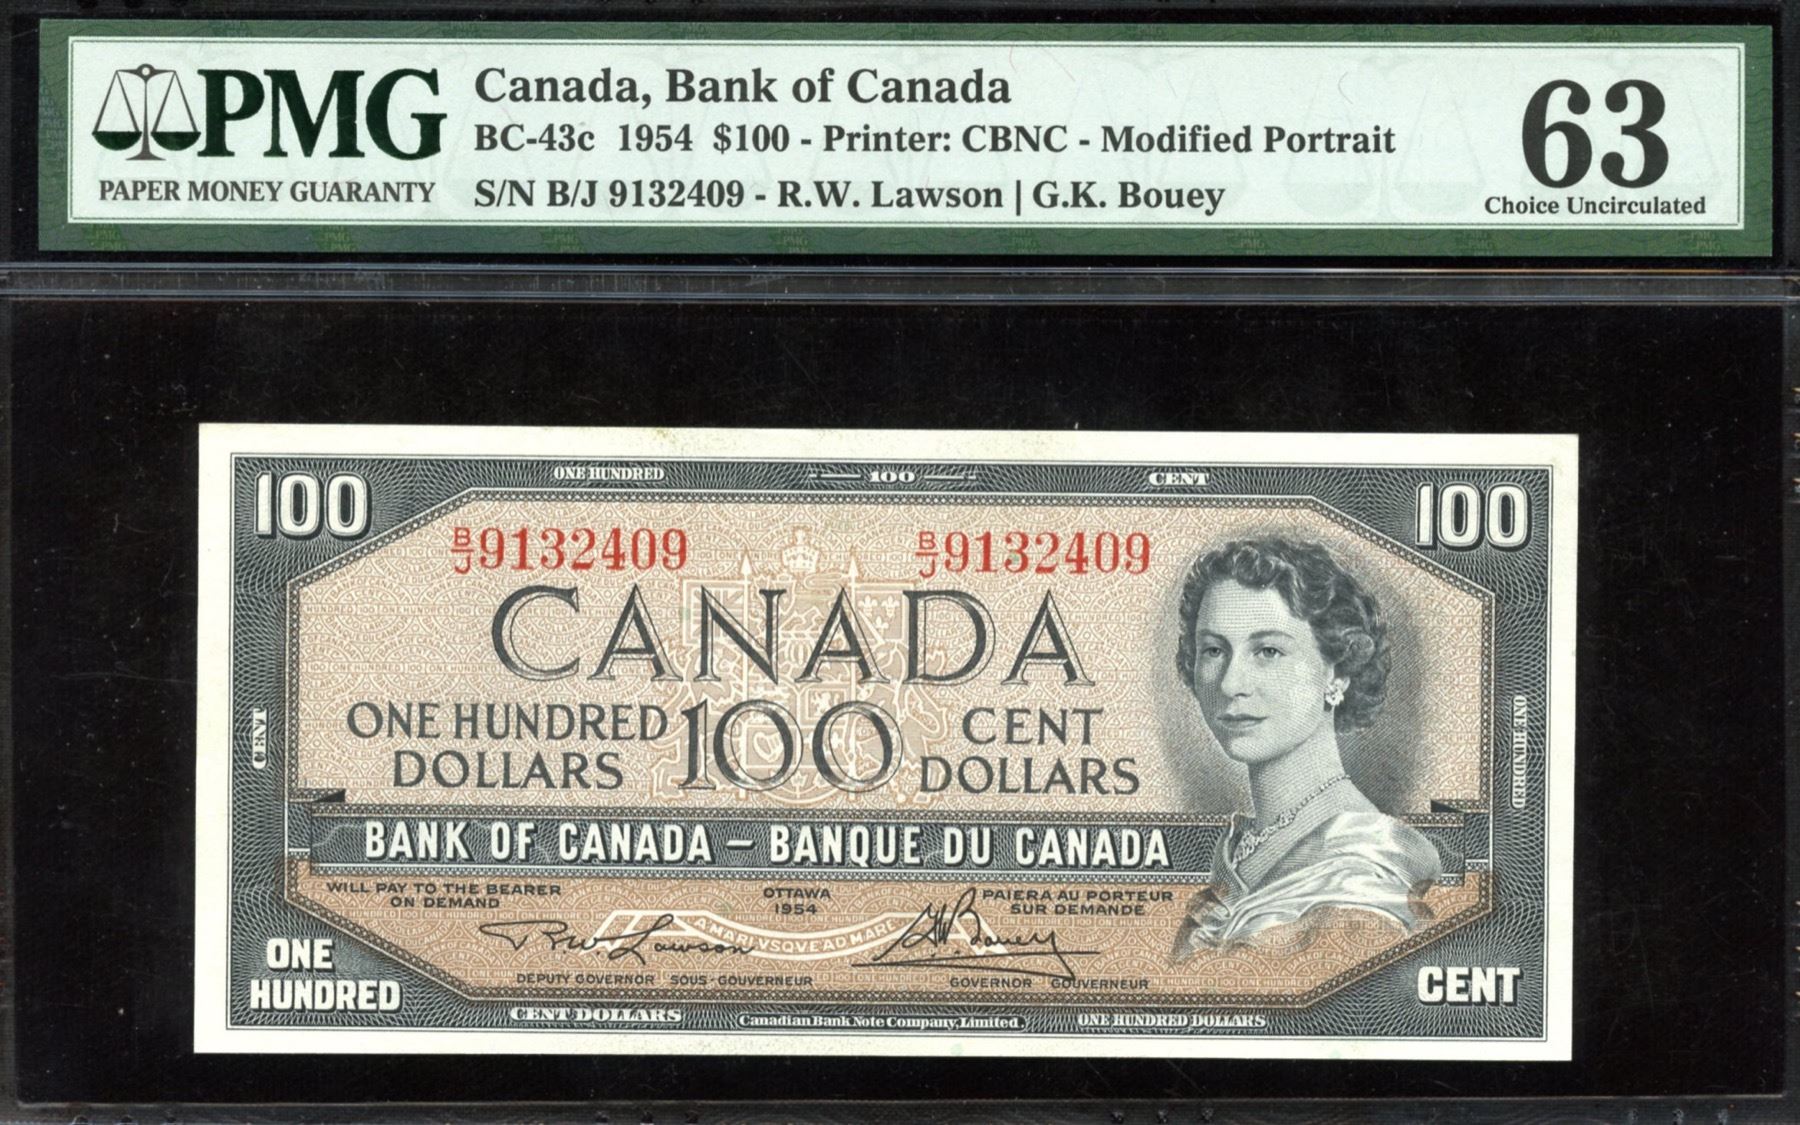 PMG
PAPER MONEY GUARANTY
Canada, Bank of Canada
BC-43c 1954 $100 - Printer: CBNC - Modified Portrait
S/N B/J 9132409 - R.W. Lawson | G.K. Bouey
63
Choice Uncirculated
ONE HUNDRED 100 CENT
100 100
B/J 9132409 B/J 9132409
CANADA
ONE HUNDRED DOLLARS 100 CENT DOLLARS
CENT
ONE HUNDRED
BANK OF CANADA – BANQUE DU CANADA
WILL PAY TO THE BEARER
ON DEMAND
OTTAWA
1954
PAIERA AU PORTEUR
SUR DEMANDE
A MARI VSQVE AD MARE
R.W. Lawson
G.K. Bouey
DEPUTY GOVERNOR SOUS-GOUVERNEUR
GOVERNOR GOUVERNEUR
ONE
HUNDRED
CENT
CENT DOLLARS Canadian Bank Note Company, Limited. ONE HUNDRED DOLLARS